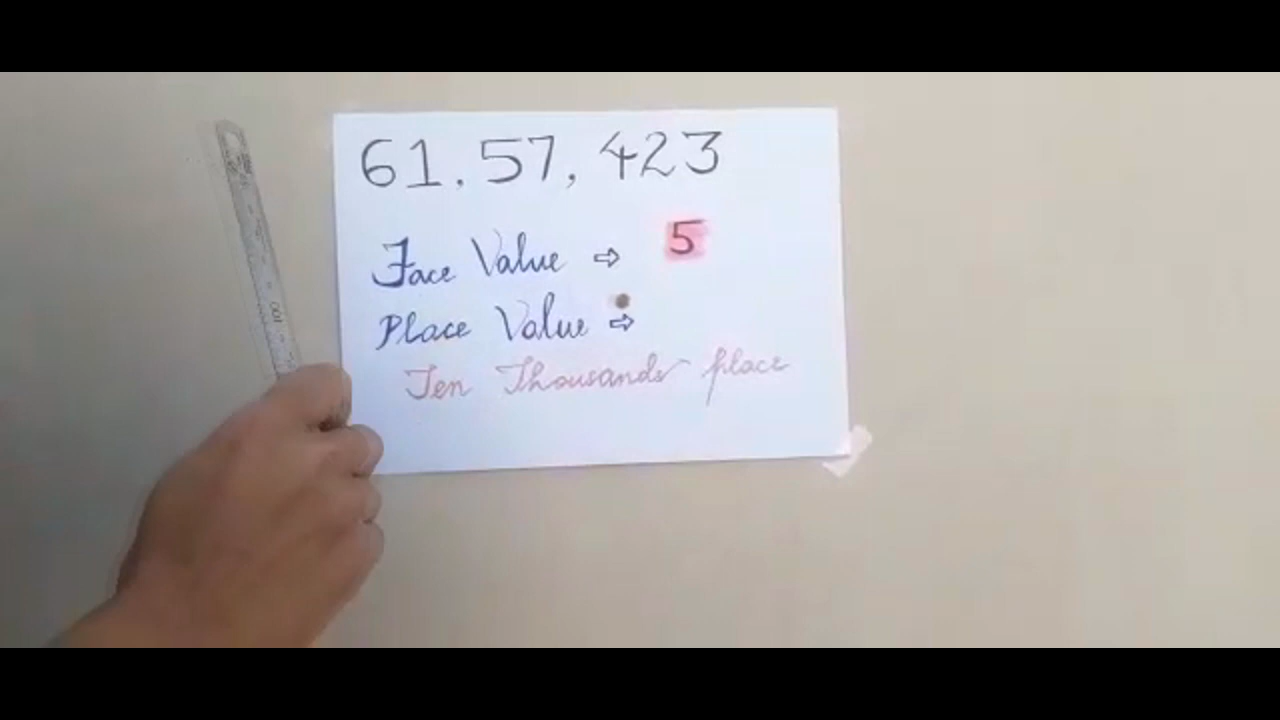 61.57,423
Face Value ⇨ 5
Place Value ⇨
Ten Thousands place